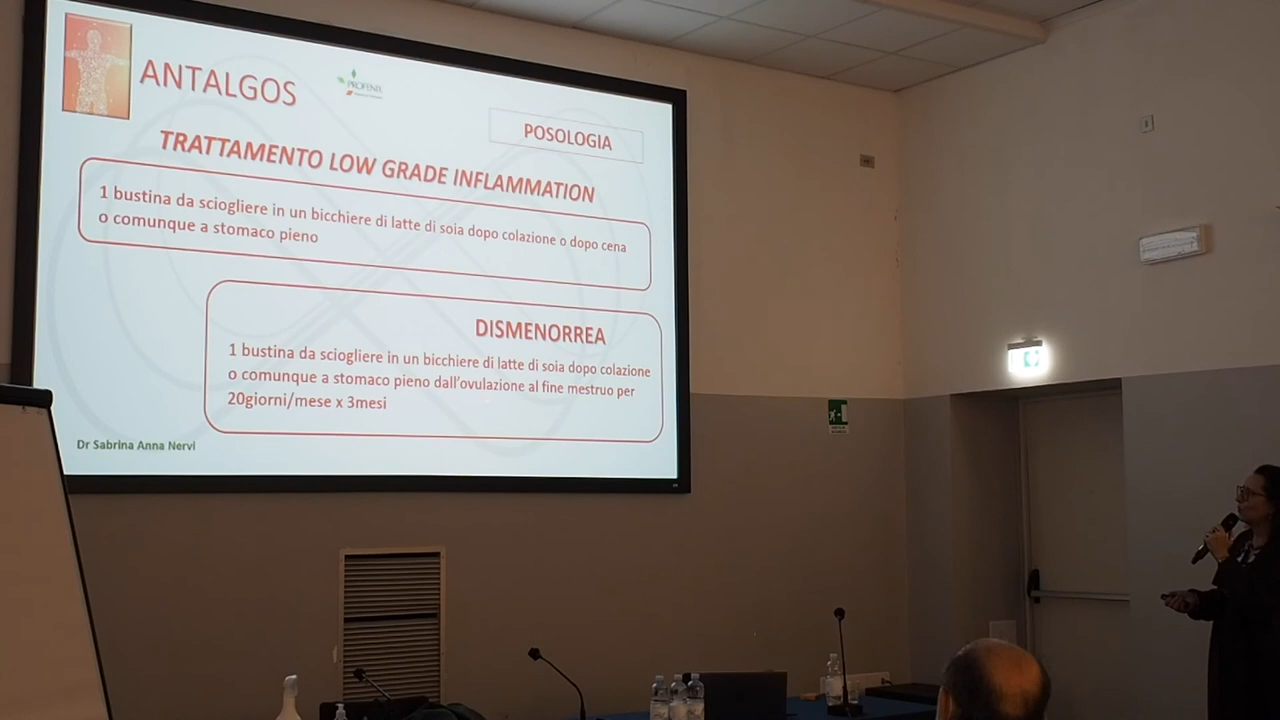 ANTALGOS
PROFENIX
POSOLOGIA
TRATTAMENTO LOW GRADE INFLAMMATION
1 bustina da sciogliere in un bicchiere di latte di soia dopo colazione o dopo cena
o comunque a stomaco pieno
DISMENORREA
1 bustina da sciogliere in un bicchiere di latte di soia dopo colazione
o comunque a stomaco pieno dall'ovulazione al fine mestruo per
20giorni/mese x 3mesi
Dr Sabrina Anna Nervi